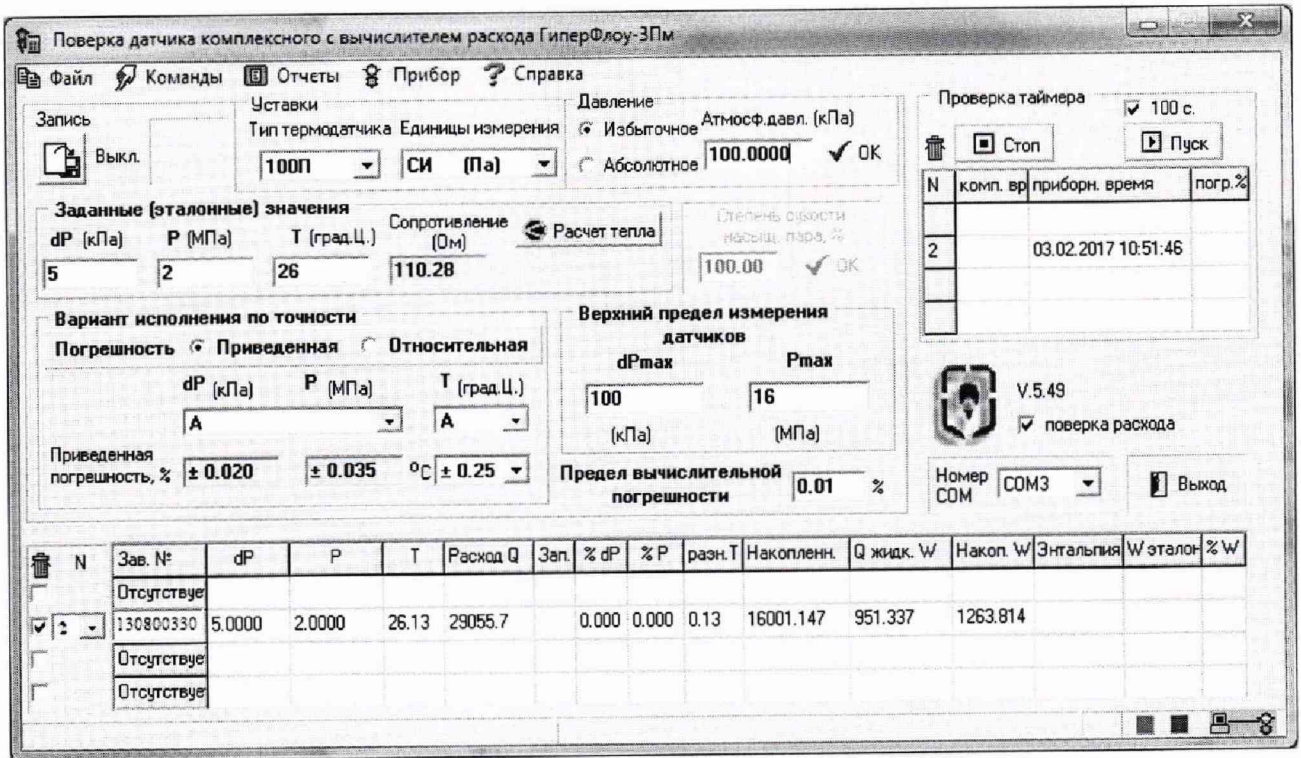 Поверка датчика комплексного с вычислителем расхода ГиперФлоу-3Пм
Файл Команды Отчеты Прибор Справка
Запись
Выкл.
Уставки
Тип термодатчика Единицы измерения
100П СИ (Па)
Давление
Избыточное
Абсолютное
Атмосф.давл. (кПа)
100.0000 OK
Проверка таймера
100 с.
Стоп Пуск
N комп. вр приборн. время погр.%
2 03.02.2017 10:51:46
Заданные (эталонные) значения
dP (кПа) P (МПа) T (град.Ц.) Сопротивление (Ом)
Расчет тепла
5 2 26 110.28
Степень сухости
насыщ. пара, %
100.00 OK
Вариант исполнения по точности
Погрешность Приведенная Относительная
dP (кПа) P (МПа) T (град.Ц.)
A A
Приведенная
погрешность, % ± 0.020 ± 0.035 ºC ± 0.25
Верхний предел измерения
датчиков
dPmax Pmax
100 16
(кПа) (МПа)
Предел вычислительной
погрешности
0.01 %
V.5.49
поверка расхода
Номер
COM
COM3
Выход
N Зав. № dP P T Расход Q Зап. % dP % P разн.T Накопленн. Q жидк. W Накоп. W Энтальпия W эталон % W
Отсутствуе
130800330 5.0000 2.0000 26.13 29055.7 0.000 0.000 0.13 16001.147 951.337 1263.814
Отсутствуе
Отсутствуе